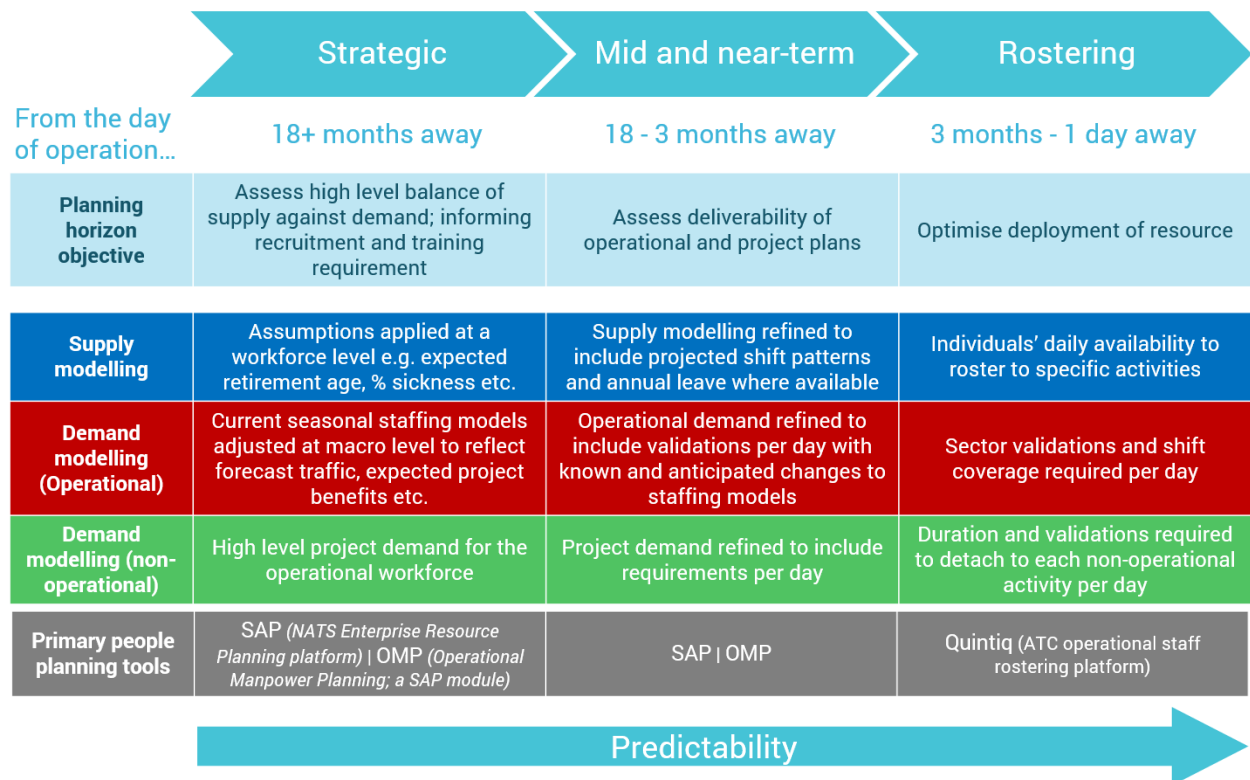 Strategic
Mid and near-term
Rostering
From the day
of operation…
18+ months away
18 - 3 months away
3 months - 1 day away
Planning
horizon
objective
Assess high level balance of
supply against demand; informing
recruitment and training
requirement
Assess deliverability of
operational and project plans
Optimise deployment of resource
Supply
modelling
Assumptions applied at a
workforce level e.g. expected
retirement age, % sickness etc.
Supply modelling refined to
include projected shift patterns
and annual leave where available
Individuals’ daily availability to
roster to specific activities
Demand
modelling
(Operational)
Current seasonal staffing models
adjusted at macro level to reflect
forecast traffic, expected project
benefits etc.
Operational demand refined to
include validations per day with
known and anticipated changes to
staffing models
Sector validations and shift
coverage required per day
Demand
modelling (non-
operational)
High level project demand for the
operational workforce
Project demand refined to include
requirements per day
Duration and validations required
to detach to each non-operational
activity per day
Primary people
planning tools
SAP (NATS Enterprise Resource
Planning platform) | OMP (Operational
Manpower Planning; a SAP module)
SAP | OMP
Quintiq (ATC operational staff
rostering platform)
Predictability